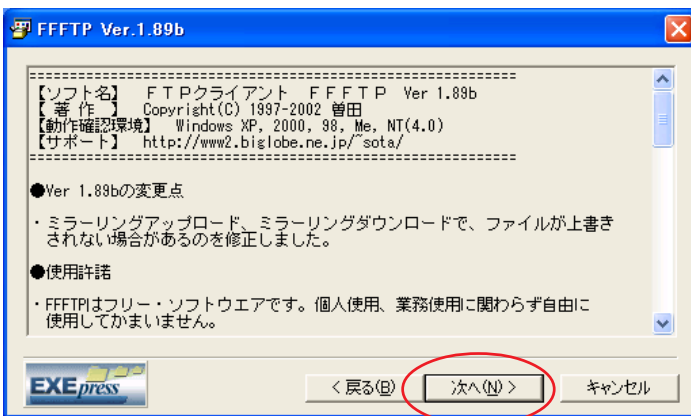 FFFTP Ver.1.89b
===========================================================
【ソフト名】 ＦＴＰクライアント ＦＦＦＴＰ Ver 1.89b
【 著 作 】 Copyright(C) 1997-2002 曽田
【動作確認環境】 Windows XP, 2000, 98, Me, NT(4.0)
【サポート】 http://www2.biglobe.ne.jp/~sota/
-----------------------------------------------------------
●Ver 1.89bの変更点
・ミラーリングアップロード、ミラーリングダウンロードで、ファイルが上書き
されない場合があるのを修正しました。
●使用許諾
・FFFTPはフリー・ソフトウエアです。個人使用、業務使用に関わらず自由に
使用してかまいません。
EXEpress
< 戻る(B)
次へ(N) >
キャンセル